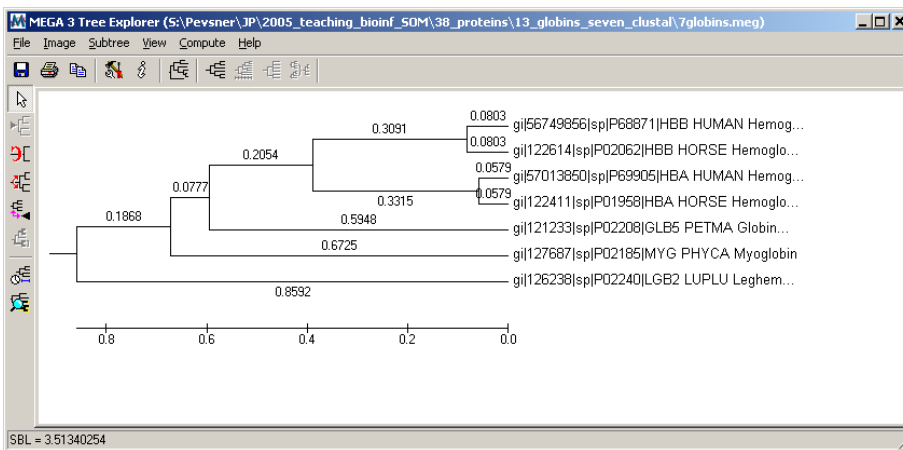 MEGA 3 Tree Explorer (S:\Pevsner\JP\2005_teaching_bioinf_SOM\38_proteins\13_globins_seven_clustal\7globins.meg)
File Image Subtree View Compute Help
0.0803
gi|56749856|sp|P68871|HBB HUMAN Hemog...
0.3091
0.0803
gi|122614|sp|P02062|HBB HORSE Hemoglo...
0.2054
0.0579
gi|57013850|sp|P69905|HBA HUMAN Hemog...
0.0777
0.3315
0.0579
gi|122411|sp|P01958|HBA HORSE Hemoglo...
0.1868
0.5948
gi|121233|sp|P02208|GLB5 PETMA Globin...
0.6725
gi|127687|sp|P02185|MYG PHYCA Myoglobin
gi|126238|sp|P02240|LGB2 LUPLU Leghem...
0.8592
0.8 0.6 0.4 0.2 0.0
SBL = 3.51340254